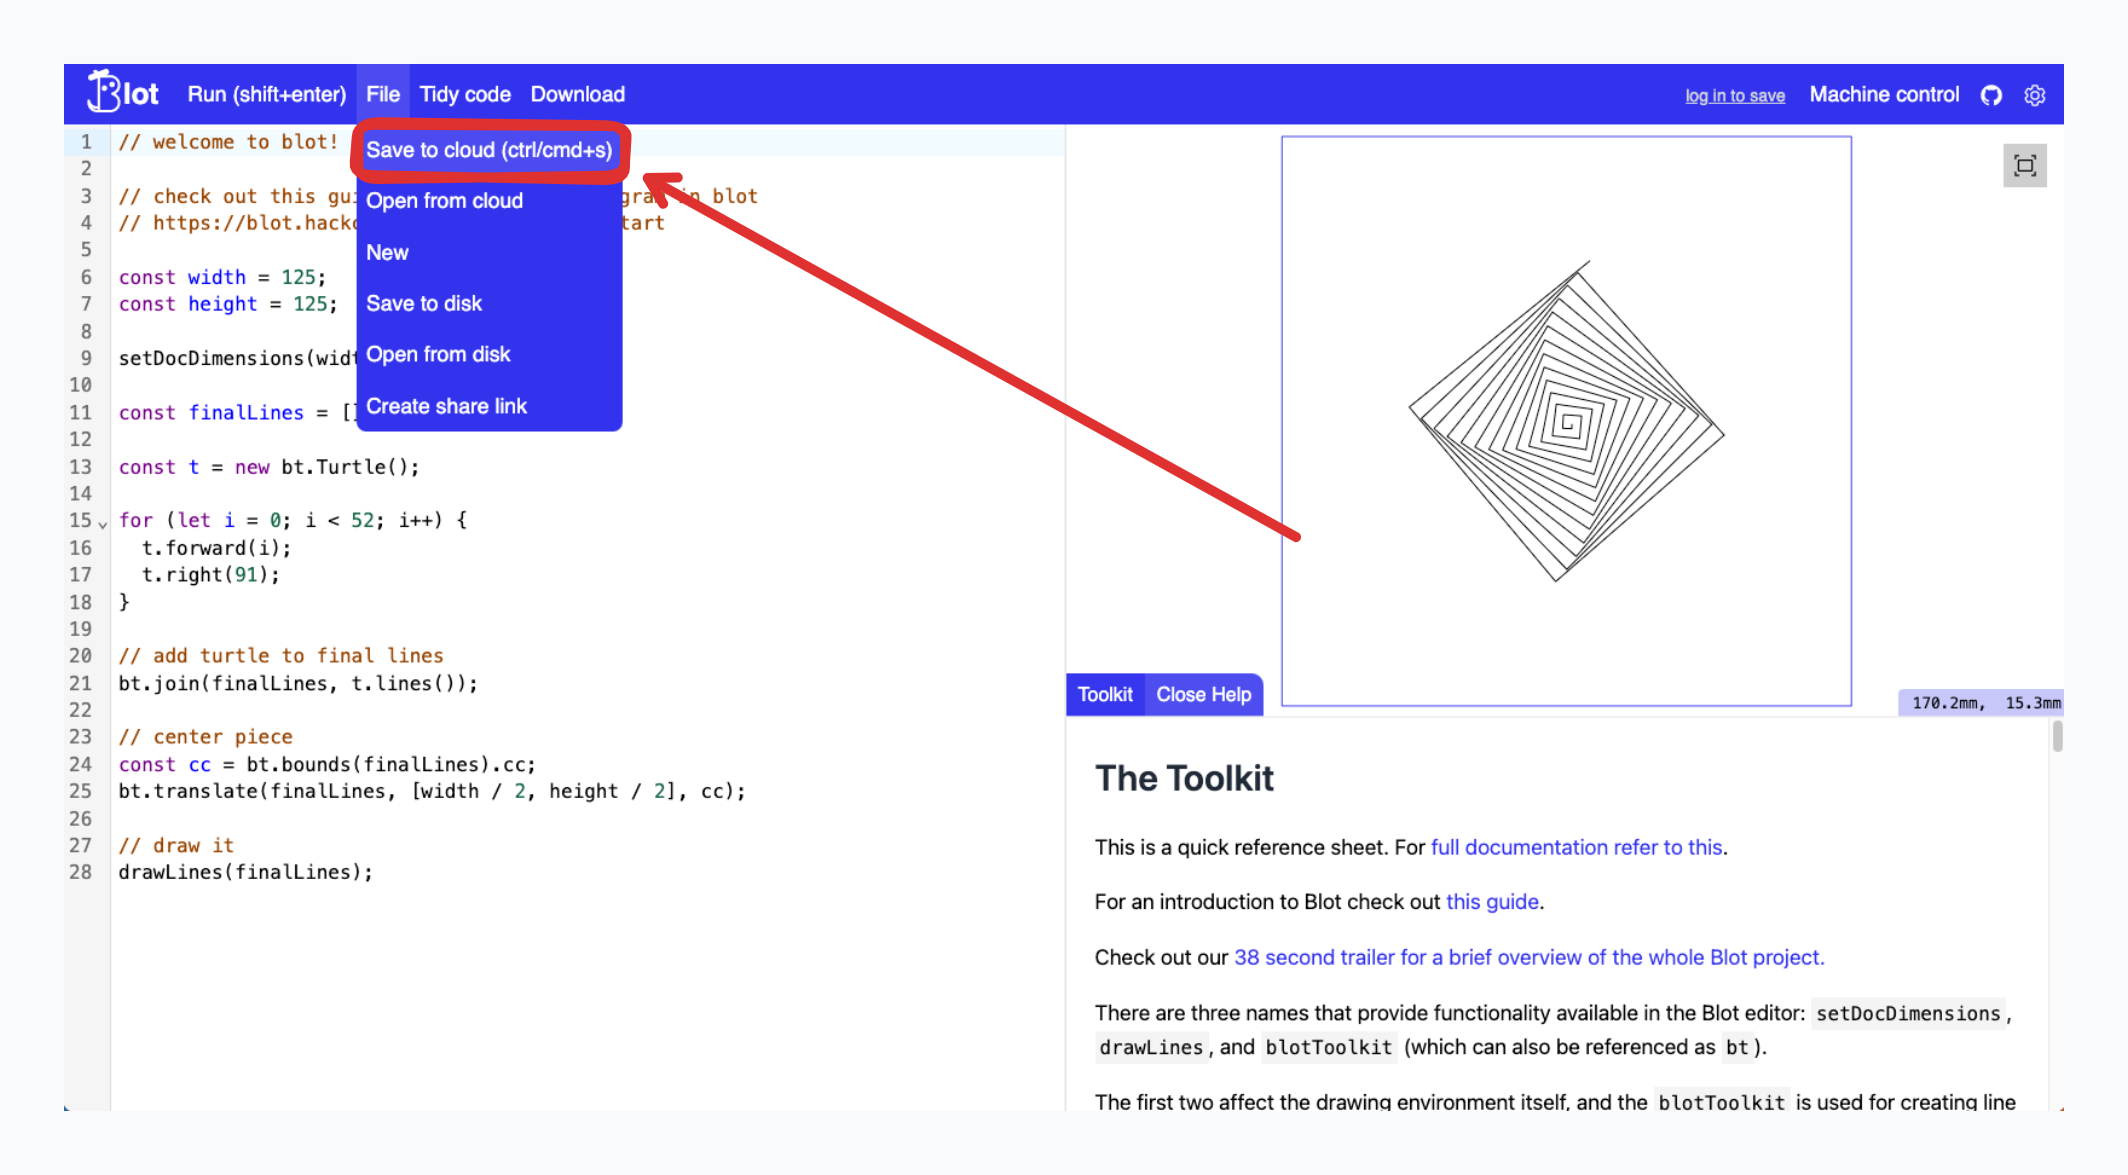 Blot Run (shift+enter) File Tidy code Download log in to save Machine control
Save to cloud (ctrl/cmd+s)
Open from cloud
New
Save to disk
Open from disk
Create share link
1 // welcome to blot!
2
3 // check out this in blot
4 // https://blot.
5
6 const width = 125;
7 const height = 125;
8
9 setDocDimensions(
10
11 const finalLines = [
12
13 const t = new bt.Turtle();
14
15 for (let i = 0; i < 52; i++) {
16 t.forward(i);
17 t.right(91);
18 }
19
20 // add turtle to final lines
21 bt.join(finalLines, t.lines());
22
23 // center piece
24 const cc = bt.bounds(finalLines).cc;
25 bt.translate(finalLines, [width / 2, height / 2], cc);
26
27 // draw it
28 drawLines(finalLines);
170.2mm, 15.3mm
Toolkit Close Help
The Toolkit
This is a quick reference sheet. For full documentation refer to this.
For an introduction to Blot check out this guide.
Check out our 38 second trailer for a brief overview of the whole Blot project.
There are three names that provide functionality available in the Blot editor: setDocDimensions,
drawLines, and blotToolkit (which can also be referenced as bt).
The first two affect the drawing environment itself, and the blotToolkit is used for creating line